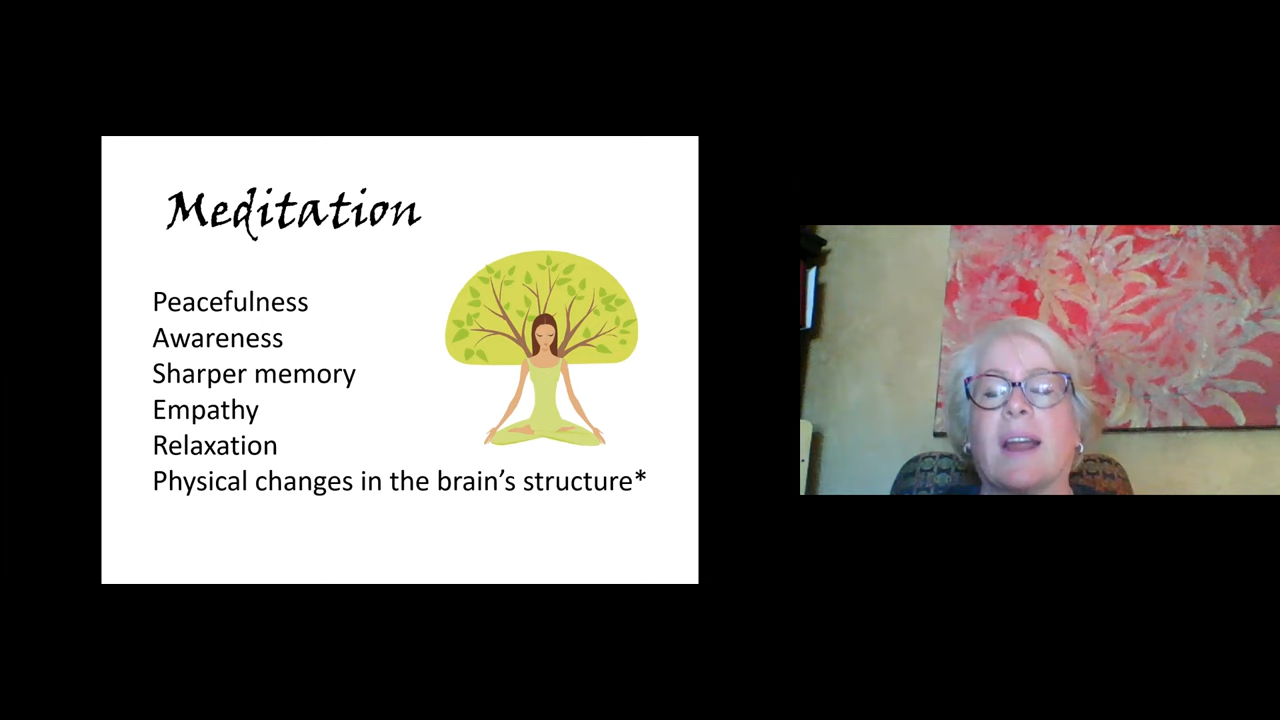 Meditation
Peacefulness
Awareness
Sharper memory
Empathy
Relaxation
Physical changes in the brain’s structure*